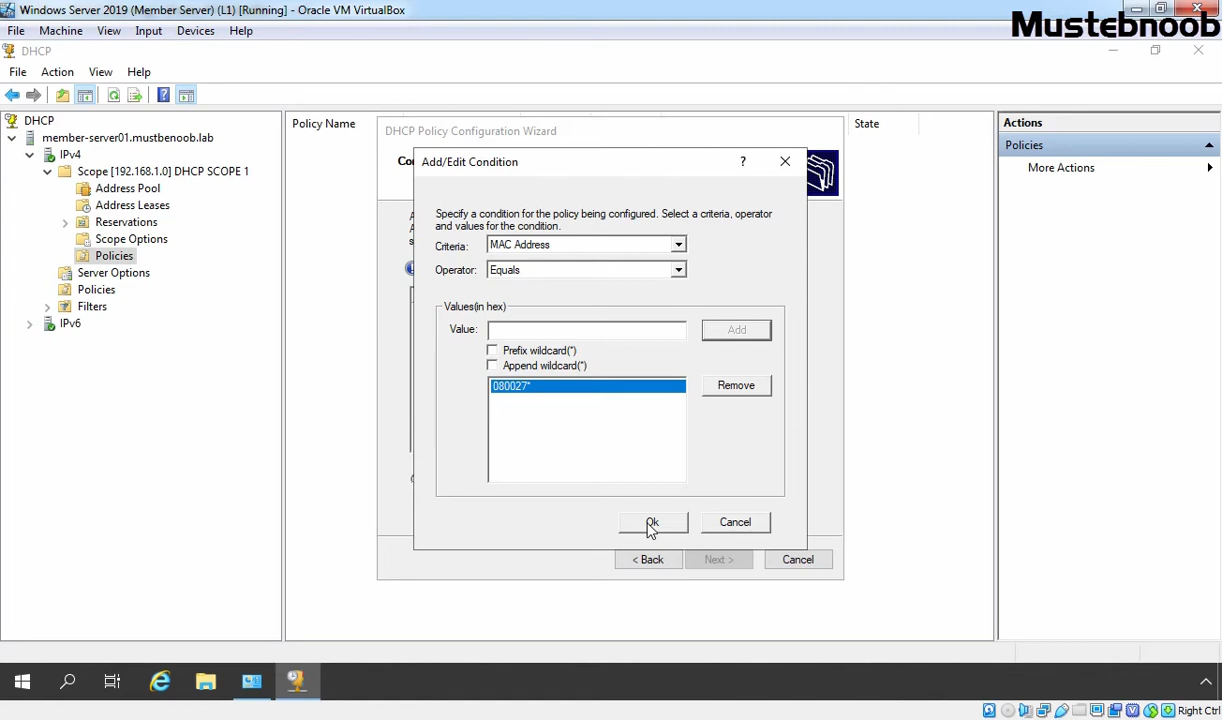 Windows Server 2019 (Member Server) (L1) [Running] - Oracle VM VirtualBox
Mustebnoob
File Machine View Input Devices Help
DHCP
File Action View Help
DHCP
member-server01.mustbenoob.lab
IPv4
Scope [192.168.1.0] DHCP SCOPE 1
Address Pool
Address Leases
Reservations
Scope Options
Policies
Server Options
Policies
Filters
IPv6
Policy Name
State
DHCP Policy Configuration Wizard
Add/Edit Condition
Specify a condition for the policy being configured. Select a criteria, operator
and values for the condition.
Criteria: MAC Address
Operator: Equals
Values(in hex)
Value: Add
Prefix wildcard(*)
Append wildcard(*)
080027*
Remove
Ok Cancel
< Back Next > Cancel
Actions
Policies
More Actions
Right Ctrl